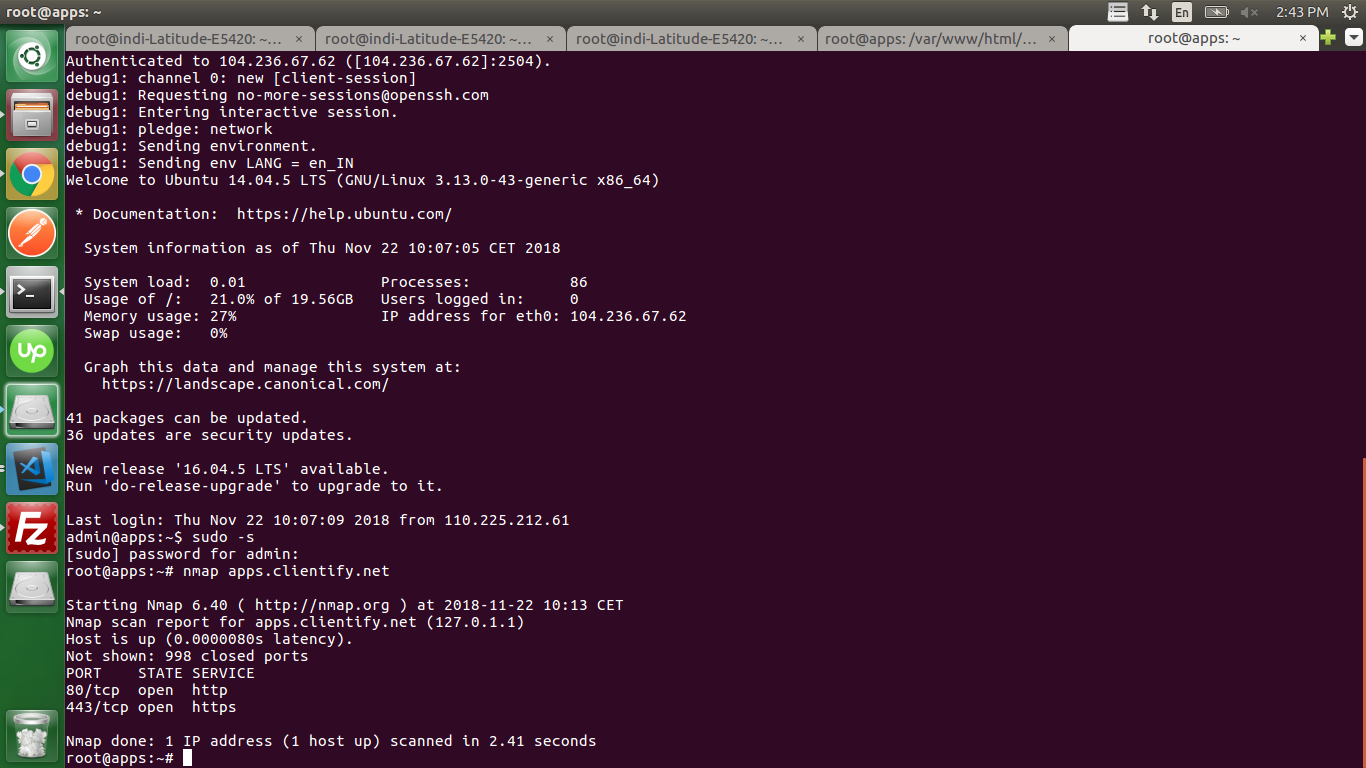 root@apps: ~
En
2:43 PM
root@indi-Latitude-E5420: ~... ×
root@indi-Latitude-E5420: ~... ×
root@indi-Latitude-E5420: ~... ×
root@apps: /var/www/html/... ×
root@apps: ~ ×
Authenticated to 104.236.67.62 ([104.236.67.62]:2504).
debug1: channel 0: new [client-session]
debug1: Requesting no-more-sessions@openssh.com
debug1: Entering interactive session.
debug1: pledge: network
debug1: Sending environment.
debug1: Sending env LANG = en_IN
Welcome to Ubuntu 14.04.5 LTS (GNU/Linux 3.13.0-43-generic x86_64)
* Documentation:  https://help.ubuntu.com/
System information as of Thu Nov 22 10:07:05 CET 2018
System load:  0.01               Processes:           86
Usage of /:   21.0% of 19.56GB   Users logged in:     0
Memory usage: 27%                IP address for eth0: 104.236.67.62
Swap usage:   0%
Graph this data and manage this system at:
https://landscape.canonical.com/
41 packages can be updated.
36 updates are security updates.
New release '16.04.5 LTS' available.
Run 'do-release-upgrade' to upgrade to it.
Last login: Thu Nov 22 10:07:09 2018 from 110.225.212.61
admin@apps:~$ sudo -s
[sudo] password for admin:
root@apps:~# nmap apps.clientify.net
Starting Nmap 6.40 ( http://nmap.org ) at 2018-11-22 10:13 CET
Nmap scan report for apps.clientify.net (127.0.1.1)
Host is up (0.0000080s latency).
Not shown: 998 closed ports
PORT    STATE SERVICE
80/tcp  open  http
443/tcp open  https
Nmap done: 1 IP address (1 host up) scanned in 2.41 seconds
root@apps:~#
>_
up
Fz